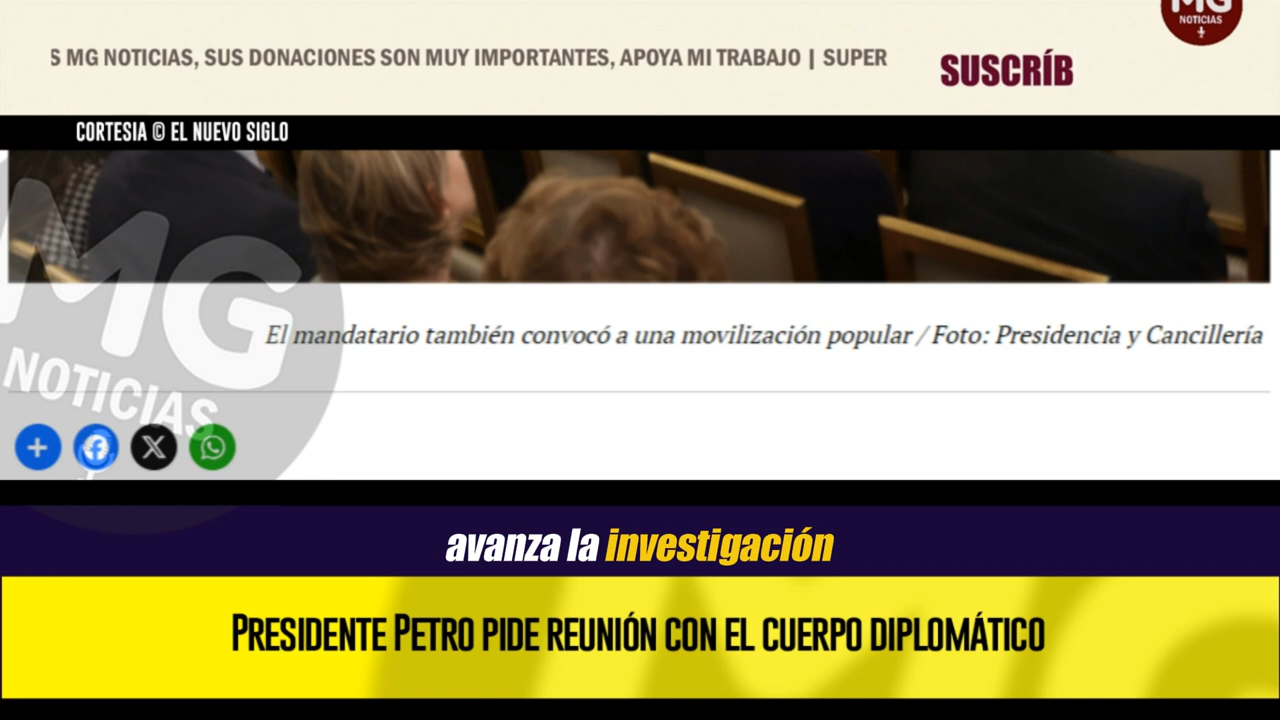 MG
NOTICIAS
S MG NOTICIAS, SUS DONACIONES SON MUY IMPORTANTES, APOYA MI TRABAJO | SUPER
SUSCRÍB
CORTESIA © EL NUEVO SIGLO
El mandatario también convocó a una movilización popular / Foto: Presidencia y Cancillería
MG
NOTICIAS
avanza la investigación
PRESIDENTE PETRO PIDE REUNIÓN CON EL CUERPO DIPLOMÁTICO